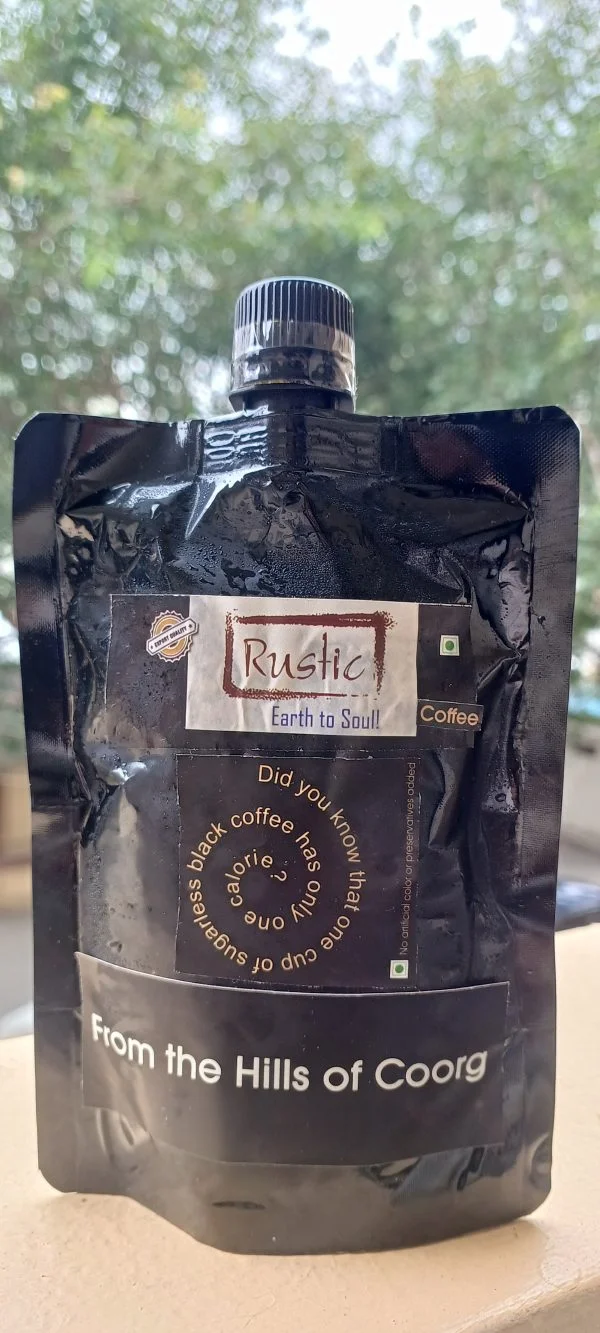 EXPORT QUALITY
Rustic
Earth to Soul!
Coffee
Did you know that one cup of sugarless black coffee has only one calorie ?
No artificial color or preservatives added
From the Hills of Coorg